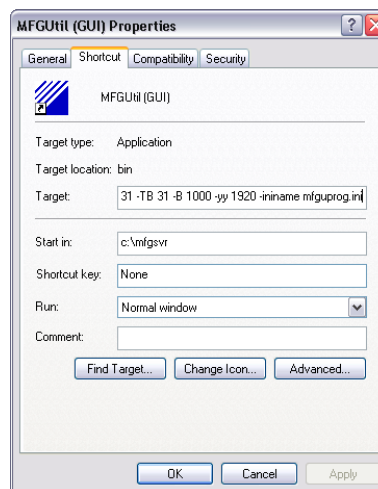 MFGUtil (GUI) Properties
General Shortcut Compatibility Security
MFGUtil (GUI)
Target type: Application
Target location: bin
Target: 31 -TB 31 -B 1000 -yy 1920 -ininame mfguprog.ini
Start in: c:\mfgsvr
Shortcut key: None
Run: Normal window
Comment:
Find Target... Change Icon... Advanced...
OK Cancel Apply